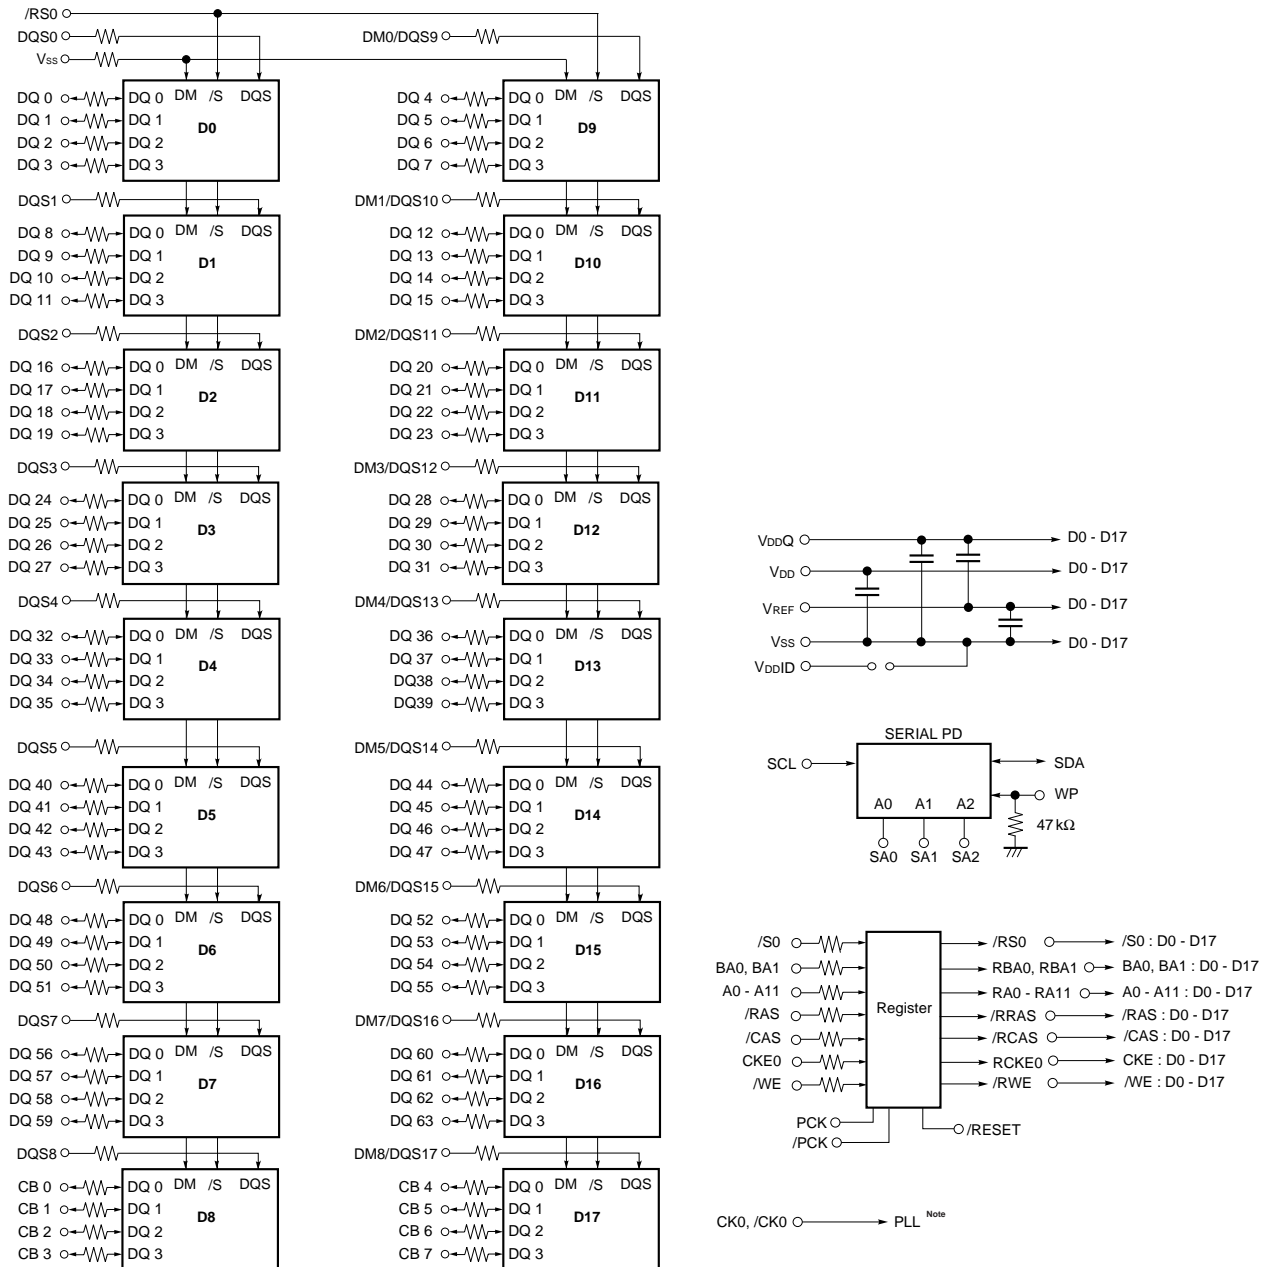 /RS0
DQS0
DM0/DQS9
Vss
DQ 0 DQ 0 DM /S DQS
DQ 1 DQ 1 D0
DQ 2 DQ 2
DQ 3 DQ 3
DQ 4 DQ 0 DM /S DQS
DQ 5 DQ 1 D9
DQ 6 DQ 2
DQ 7 DQ 3
DQS1
DQ 8 DQ 0 DM /S DQS
DQ 9 DQ 1 D1
DQ 10 DQ 2
DQ 11 DQ 3
DM1/DQS10
DQ 12 DQ 0 DM /S DQS
DQ 13 DQ 1 D10
DQ 14 DQ 2
DQ 15 DQ 3
DQS2
DQ 16 DQ 0 DM /S DQS
DQ 17 DQ 1 D2
DQ 18 DQ 2
DQ 19 DQ 3
DM2/DQS11
DQ 20 DQ 0 DM /S DQS
DQ 21 DQ 1 D11
DQ 22 DQ 2
DQ 23 DQ 3
DQS3
DQ 24 DQ 0 DM /S DQS
DQ 25 DQ 1 D3
DQ 26 DQ 2
DQ 27 DQ 3
DM3/DQS12
DQ 28 DQ 0 DM /S DQS
DQ 29 DQ 1 D12
DQ 30 DQ 2
DQ 31 DQ 3
DQS4
DQ 32 DQ 0 DM /S DQS
DQ 33 DQ 1 D4
DQ 34 DQ 2
DQ 35 DQ 3
DM4/DQS13
DQ 36 DQ 0 DM /S DQS
DQ 37 DQ 1 D13
DQ38 DQ 2
DQ39 DQ 3
DQS5
DQ 40 DQ 0 DM /S DQS
DQ 41 DQ 1 D5
DQ 42 DQ 2
DQ 43 DQ 3
DM5/DQS14
DQ 44 DQ 0 DM /S DQS
DQ 45 DQ 1 D14
DQ 46 DQ 2
DQ 47 DQ 3
DQS6
DQ 48 DQ 0 DM /S DQS
DQ 49 DQ 1 D6
DQ 50 DQ 2
DQ 51 DQ 3
DM6/DQS15
DQ 52 DQ 0 DM /S DQS
DQ 53 DQ 1 D15
DQ 54 DQ 2
DQ 55 DQ 3
DQS7
DQ 56 DQ 0 DM /S DQS
DQ 57 DQ 1 D7
DQ 58 DQ 2
DQ 59 DQ 3
DM7/DQS16
DQ 60 DQ 0 DM /S DQS
DQ 61 DQ 1 D16
DQ 62 DQ 2
DQ 63 DQ 3
DQS8
CB 0 DQ 0 DM /S DQS
CB 1 DQ 1 D8
CB 2 DQ 2
CB 3 DQ 3
DM8/DQS17
CB 4 DQ 0 DM /S DQS
CB 5 DQ 1 D17
CB 6 DQ 2
CB 7 DQ 3
VDDQ D0 - D17
VDD D0 - D17
VREF D0 - D17
Vss D0 - D17
VDDID
SERIAL PD
SCL SDA
WP
A0 A1 A2
47 kΩ
SA0 SA1 SA2
/S0 /RS0 /S0 : D0 - D17
BA0, BA1 RBA0, RBA1 BA0, BA1 : D0 - D17
A0 - A11 RA0 - RA11 A0 - A11 : D0 - D17
Register
/RAS /RRAS /RAS : D0 - D17
/CAS /RCAS /CAS : D0 - D17
CKE0 RCKE0 CKE : D0 - D17
/WE /RWE /WE : D0 - D17
PCK
/PCK
/RESET
CK0, /CK0 PLL Note